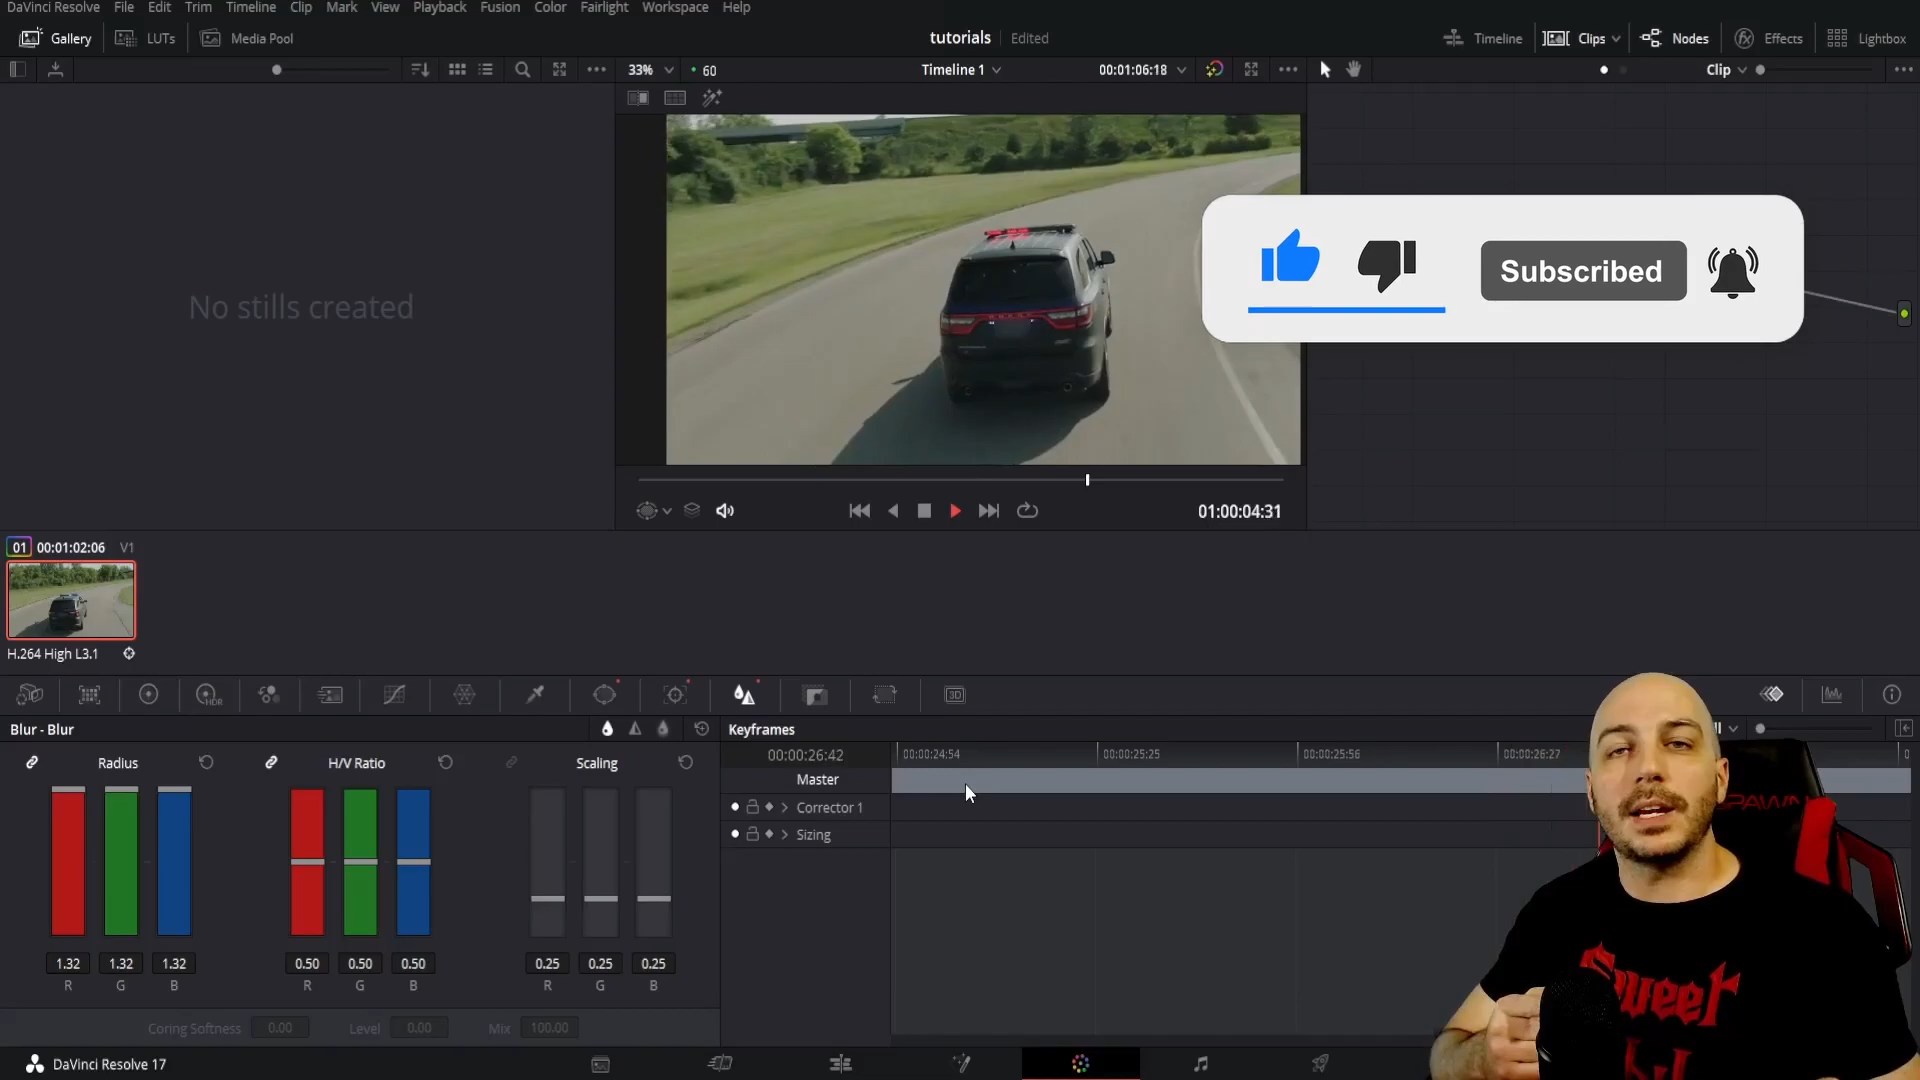 DaVinci Resolve File Edit Trim Timeline Clip Mark View Playback Fusion Color Fairlight Workspace Help
Gallery LUTs Media Pool tutorials Edited Timeline Clips Nodes Effects Lightbox
33% 60 Timeline 1 00:01:06:18 Clip
No stills created
Subscribed
01:00:04:31
01 00:01:02:06 V1
H.264 High L3.1
HDR 3D
Blur - Blur Keyframes
Radius H/V Ratio Scaling
00:00:26:42 00:00:24:54 00:00:25:25 00:00:25:56 00:00:26:27
Master
Corrector 1
Sizing
1.32 1.32 1.32 0.50 0.50 0.50 0.25 0.25 0.25
R G B R G B R G B
Coring Softness 0.00 Level 0.00 Mix 100.00
DaVinci Resolve 17
Sweet